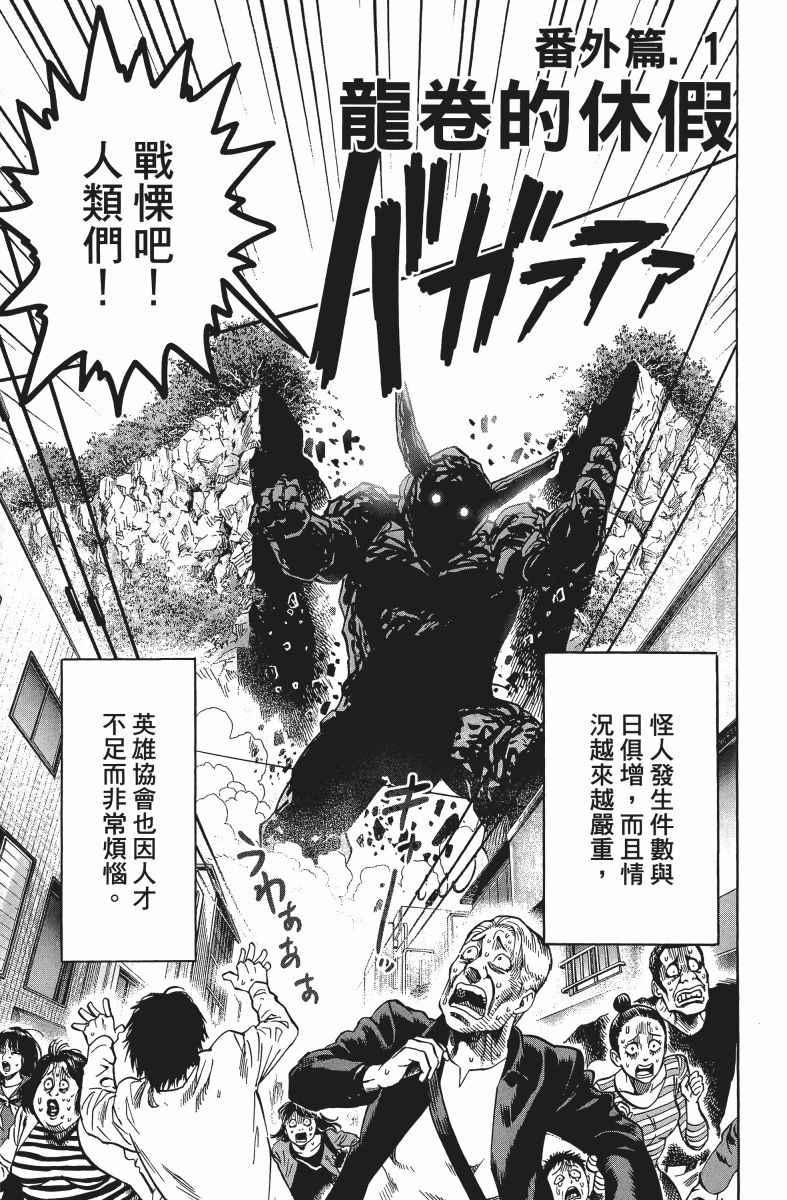 番外篇.1
龍卷的休假
戰慄吧！
人類們！
バガァアァ
怪人發生件數與
日俱增，而且情
況越來越嚴重，
キキ
うわぁぁぁ
英雄協會也因人才
不足而非常煩惱。